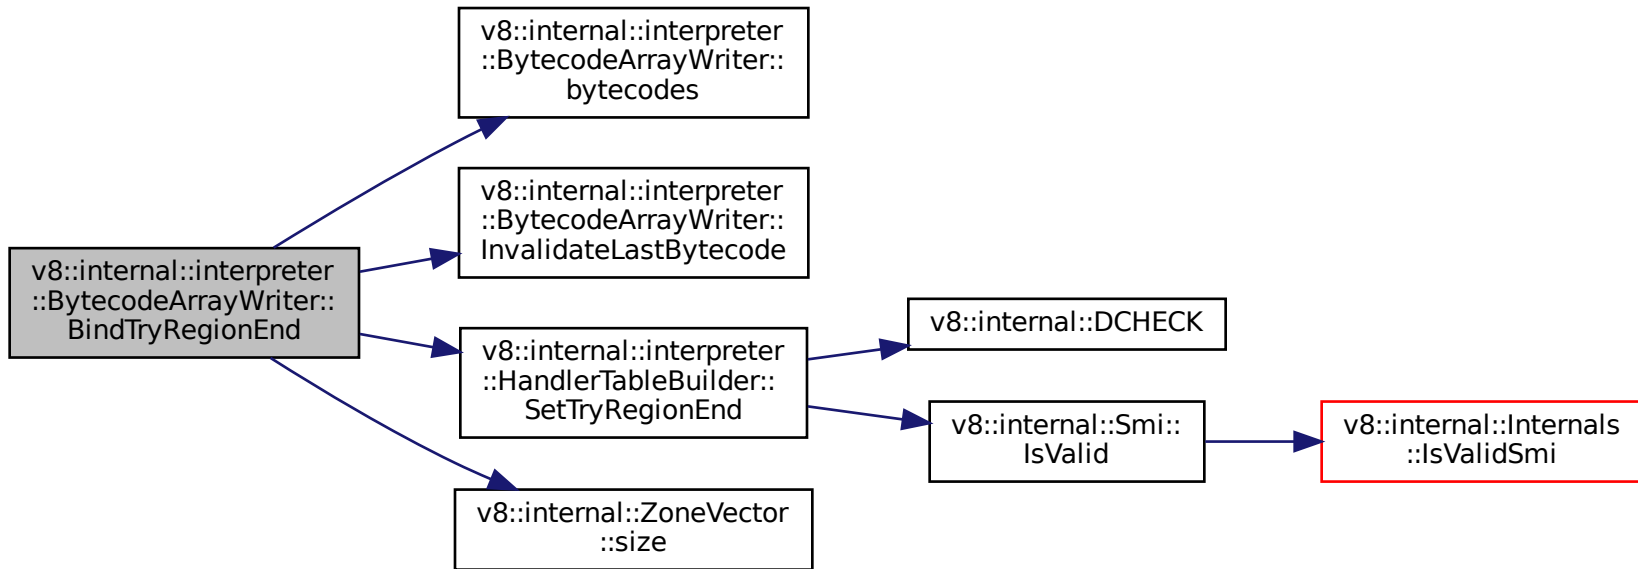 v8::internal::interpreter
::BytecodeArrayWriter::
bytecodes
v8::internal::interpreter
::BytecodeArrayWriter::
InvalidateLastBytecode
v8::internal::interpreter
::BytecodeArrayWriter::
BindTryRegionEnd
v8::internal::interpreter
::HandlerTableBuilder::
SetTryRegionEnd
v8::internal::DCHECK
v8::internal::Smi::
IsValid
v8::internal::Internals
::IsValidSmi
v8::internal::ZoneVector
::size